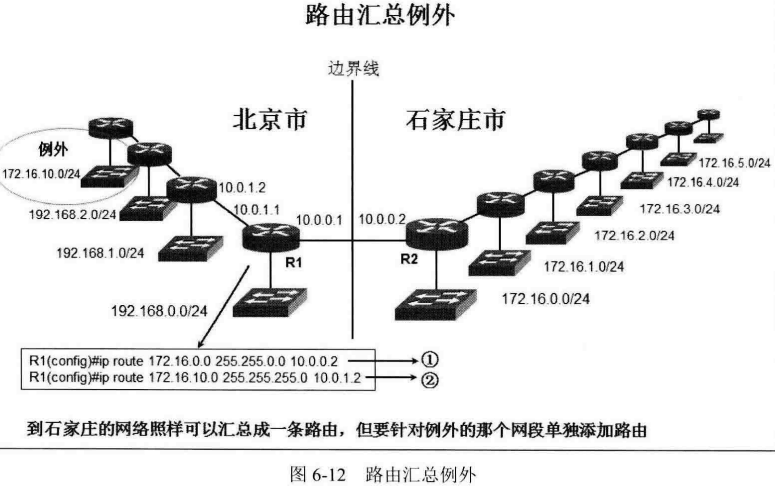 路由汇总例外
边界线
北京市
石家庄市
例外
172.16.10.0/24
192.168.2.0/24
192.168.1.0/24
192.168.0.0/24
10.0.1.2
10.0.1.1
10.0.0.1
10.0.0.2
R1
R2
172.16.5.0/24
172.16.4.0/24
172.16.3.0/24
172.16.2.0/24
172.16.1.0/24
172.16.0.0/24
R1(config)#ip route 172.16.0.0 255.255.0.0 10.0.0.2 ①
R1(config)#ip route 172.16.10.0 255.255.255.0 10.0.1.2 ②
到石家庄的网络照样可以汇总成一条路由，但要针对例外的那个网段单独添加路由
图 6-12 路由汇总例外